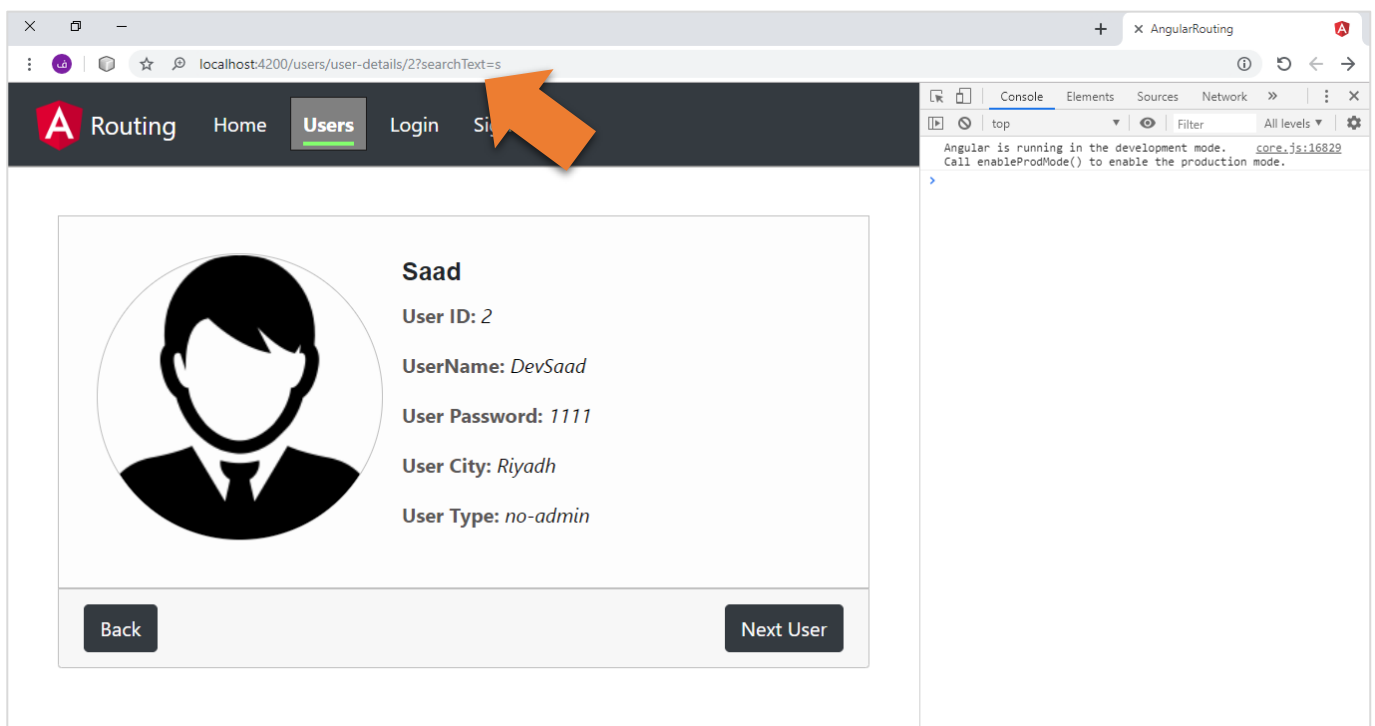 AngularRouting
ف
localhost:4200/users/user-details/2?searchText=s
Routing Home Users Login
Console Elements Sources Network
top Filter All levels
Angular is running in the development mode. core.js:16829
Call enableProdMode() to enable the production mode.
Saad
User ID: 2
UserName: DevSaad
User Password: 1111
User City: Riyadh
User Type: no-admin
Back Next User